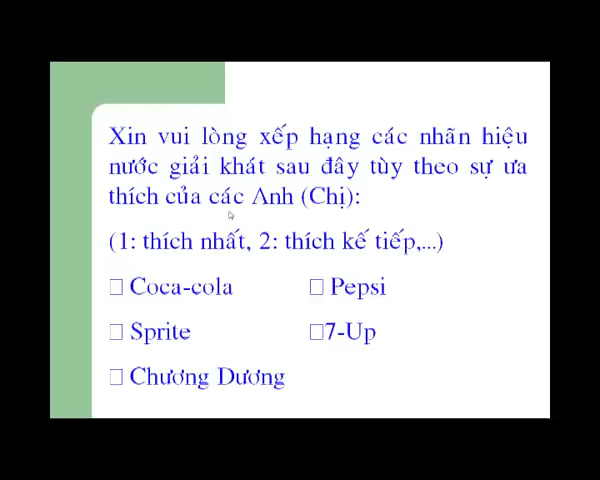 Xin vui lòng xếp hạng các nhãn hiệu
nước giải khát sau đây tùy theo sự ưa
thích của các Anh (Chị):
(1: thích nhất, 2: thích kế tiếp,...)
□ Coca-cola □ Pepsi
□ Sprite □7-Up
□ Chương Dương